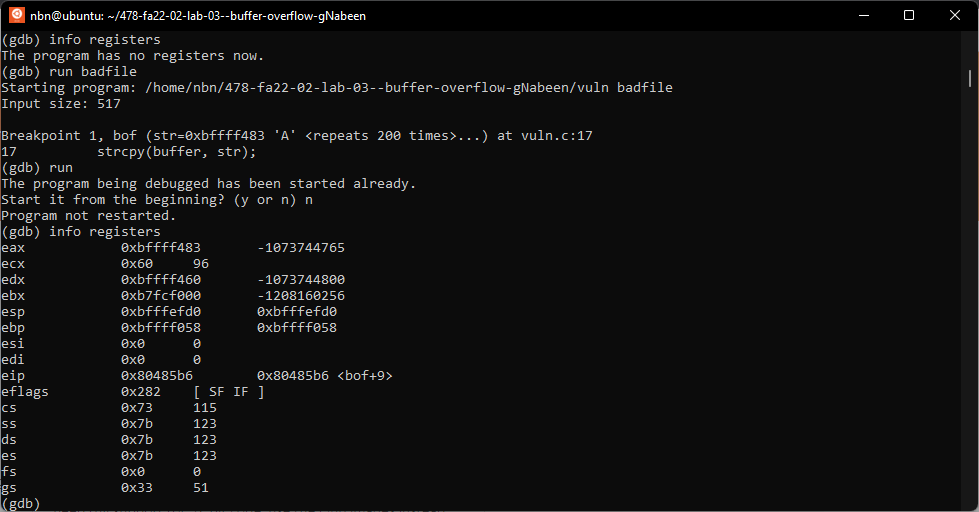 nbn@ubuntu: ~/478-fa22-02-lab-03--buffer-overflow-gNabeen
(gdb) info registers
The program has no registers now.
(gdb) run badfile
Starting program: /home/nbn/478-fa22-02-lab-03--buffer-overflow-gNabeen/vuln badfile
Input size: 517

Breakpoint 1, bof (str=0xbffff483 'A' <repeats 200 times>...) at vuln.c:17
17          strcpy(buffer, str);
(gdb) run
The program being debugged has been started already.
Start it from the beginning? (y or n) n
Program not restarted.
(gdb) info registers
eax            0xbffff483       -1073744765
ecx            0x60     96
edx            0xbffff460       -1073744800
ebx            0xb7fcf000       -1208160256
esp            0xbfffefd0       0xbfffefd0
ebp            0xbffff058       0xbffff058
esi            0x0      0
edi            0x0      0
eip            0x80485b6        0x80485b6 <bof+9>
eflags         0x282    [ SF IF ]
cs             0x73     115
ss             0x7b     123
ds             0x7b     123
es             0x7b     123
fs             0x0      0
gs             0x33     51
(gdb)